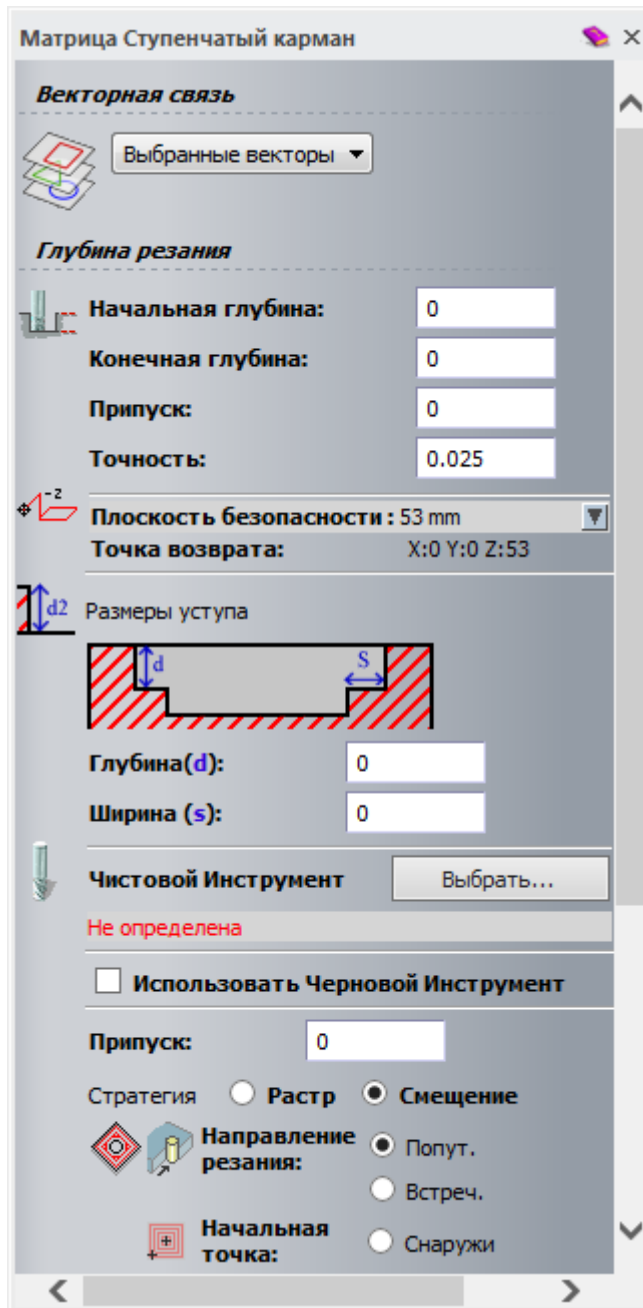 Матрица Ступенчатый карман
Векторная связь
Выбранные векторы
Глубина резания
Начальная глубина: 0
Конечная глубина: 0
Припуск: 0
Точность: 0.025
-z
Плоскость безопасности : 53 mm
Точка возврата: X:0 Y:0 Z:53
d2 Размеры уступа
d S
Глубина(d): 0
Ширина (s): 0
Чистовой Инструмент Выбрать...
Не определена
Использовать Черновой Инструмент
Припуск: 0
Стратегия Растр Смещение
Направление Попут.
резания:
Встреч.
Начальная Снаружи
точка: